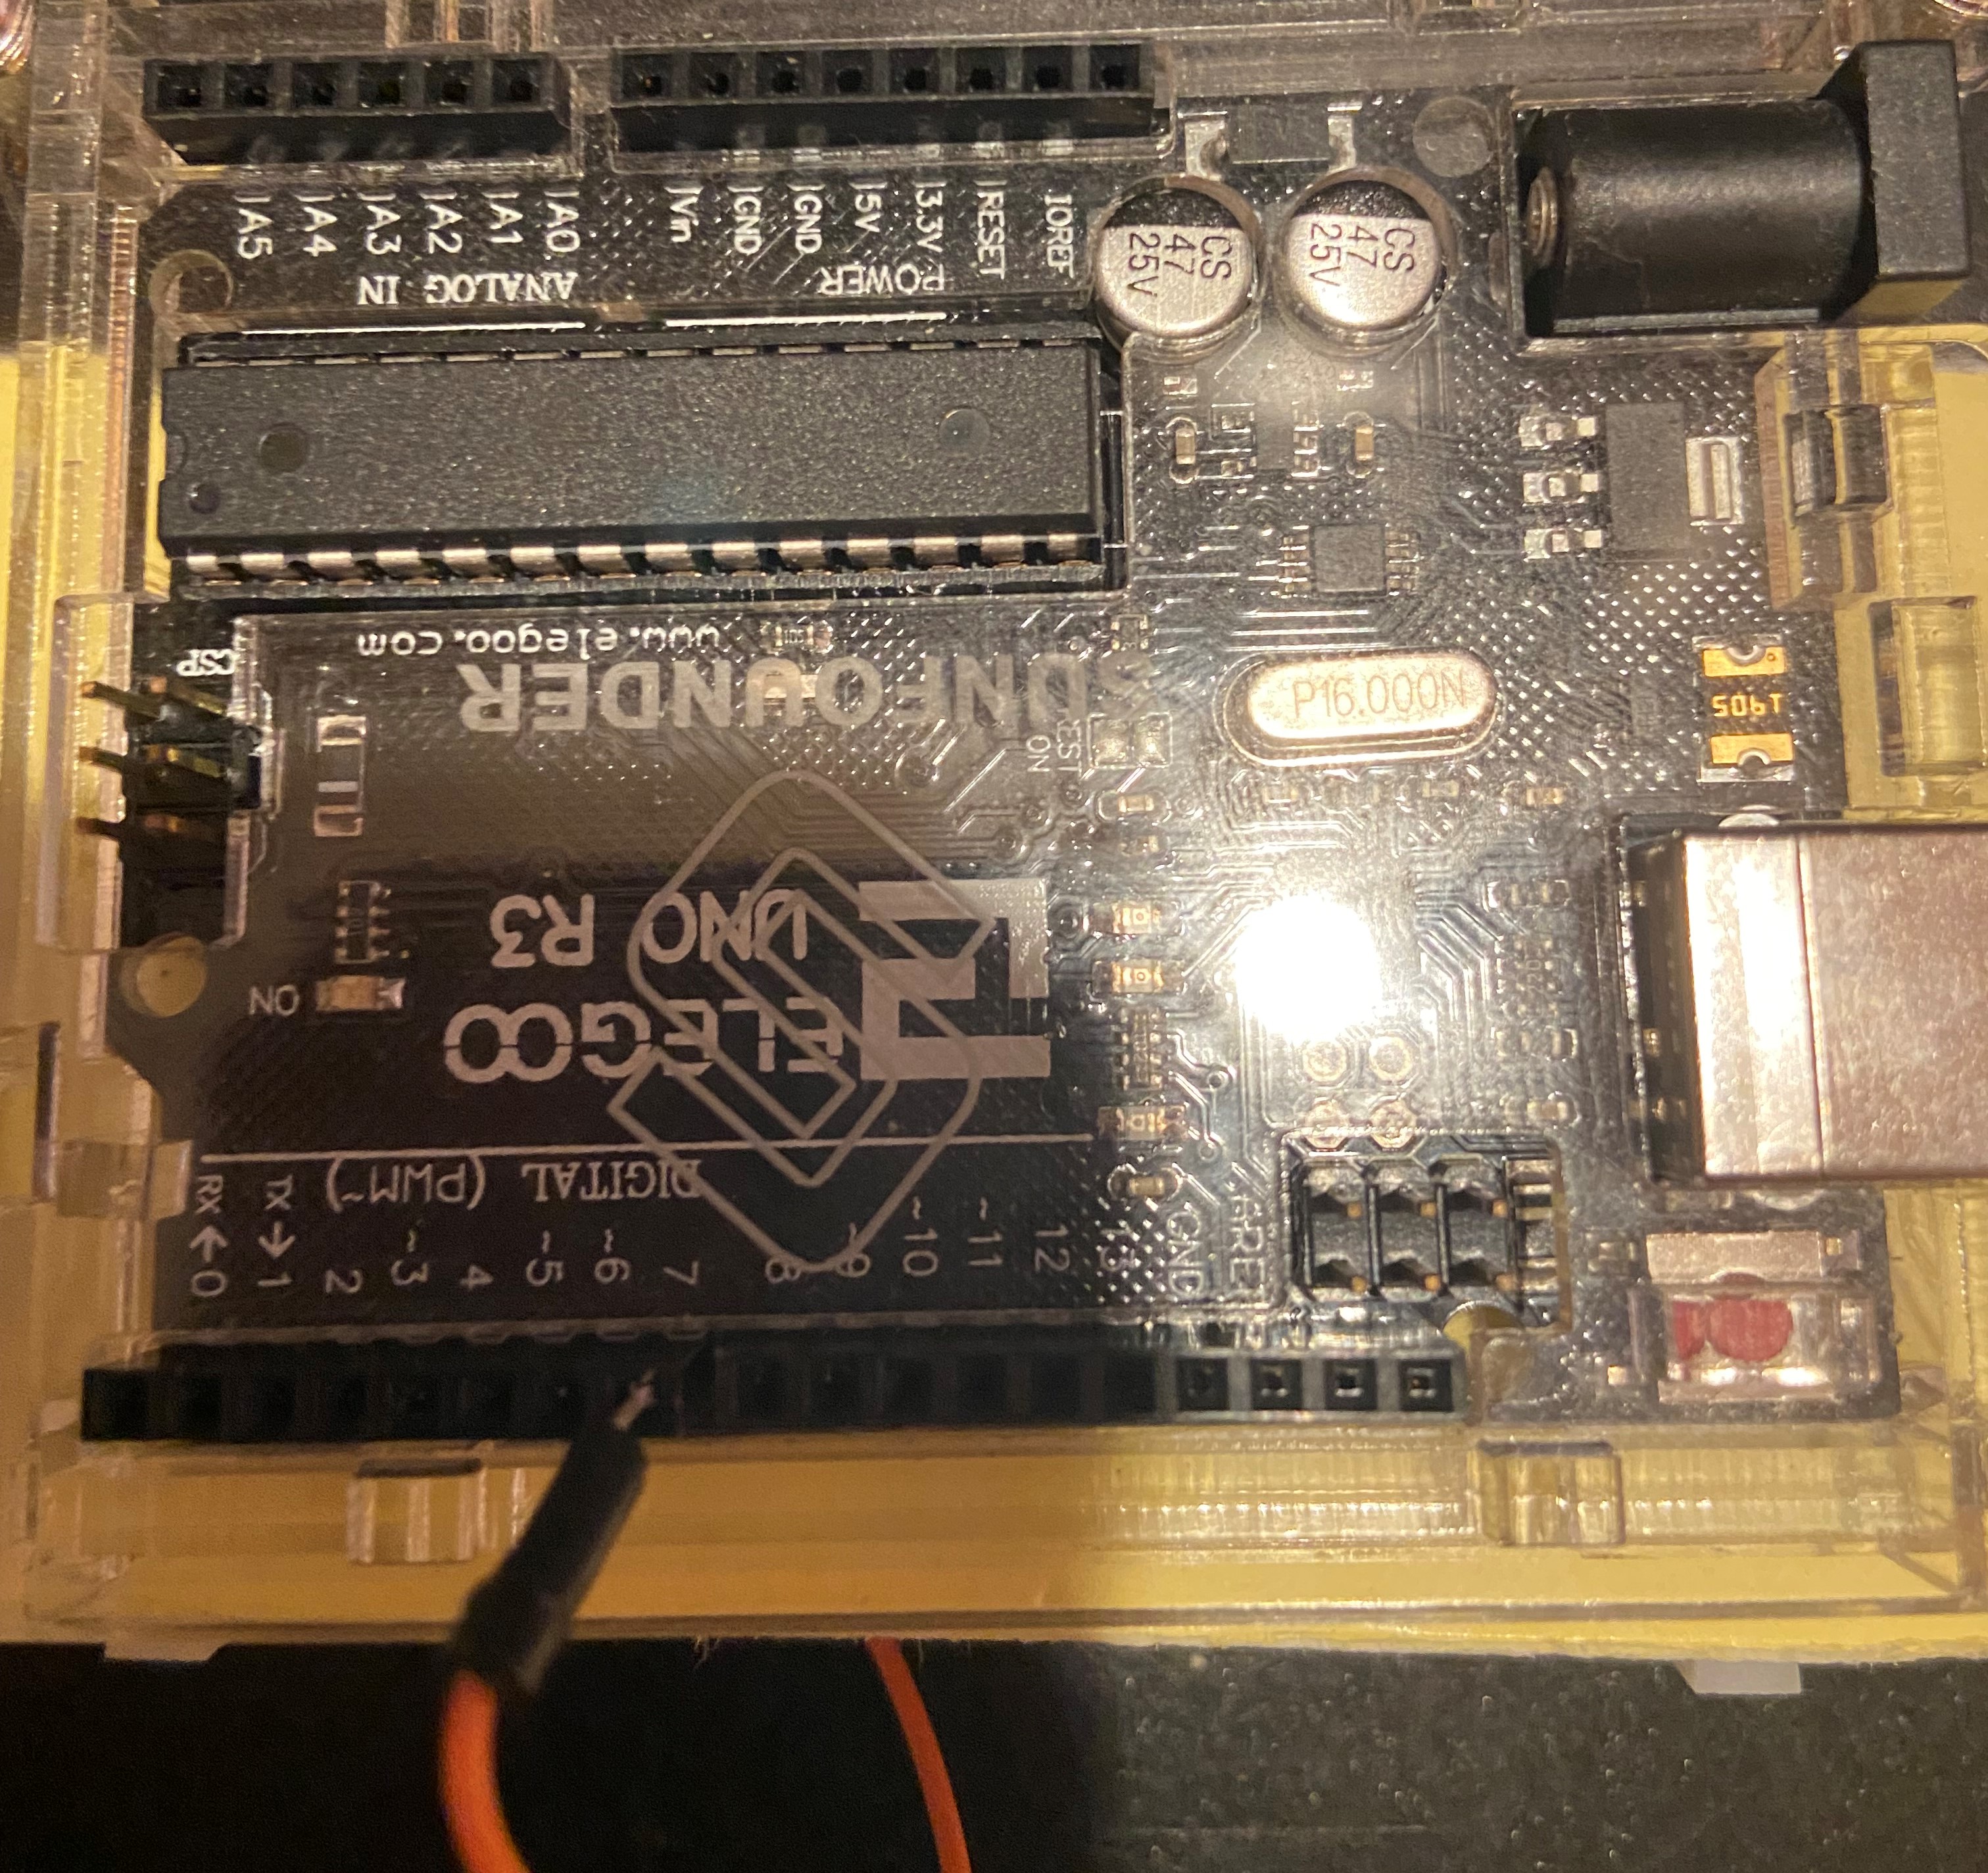 IOREF
RESET
3.3V
5V
GND
GND
Vin
A0
A1
A2
A3
A4
A5
POWER
ANALOG IN
CS
47
25V
CS
47
25V
www.elegoo.com
SUNFOUNDER
P16.000N
ON
UNO R3
ELEGOO
ON
DIGITAL (PWM~)
TX→1
RX←0
AREF
GND
13
12
~11
~10
~9
8
7
~6
~5
4
~3
2